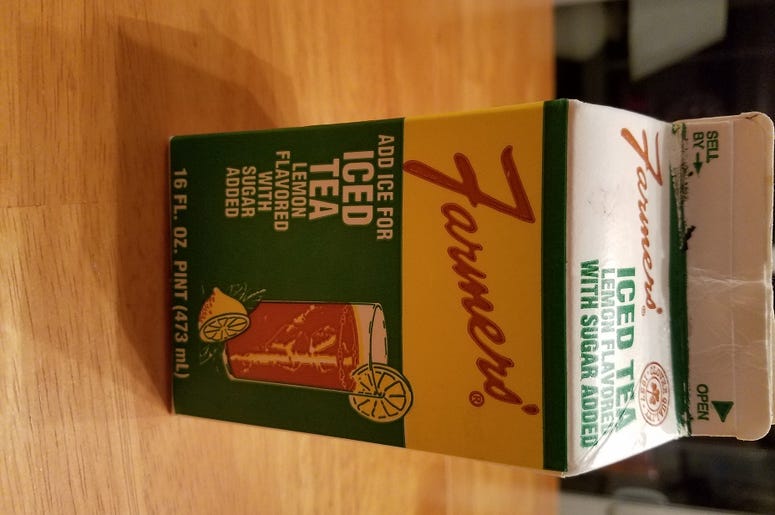 SELL
BY →
OPEN
Farmers'®
ICED TEA
LEMON FLAVORED
WITH SUGAR ADDED
Farmers'®
ADD ICE FOR
ICED
TEA
LEMON
FLAVORED
WITH
SUGAR
ADDED
16 FL. OZ. PINT (473 mL)